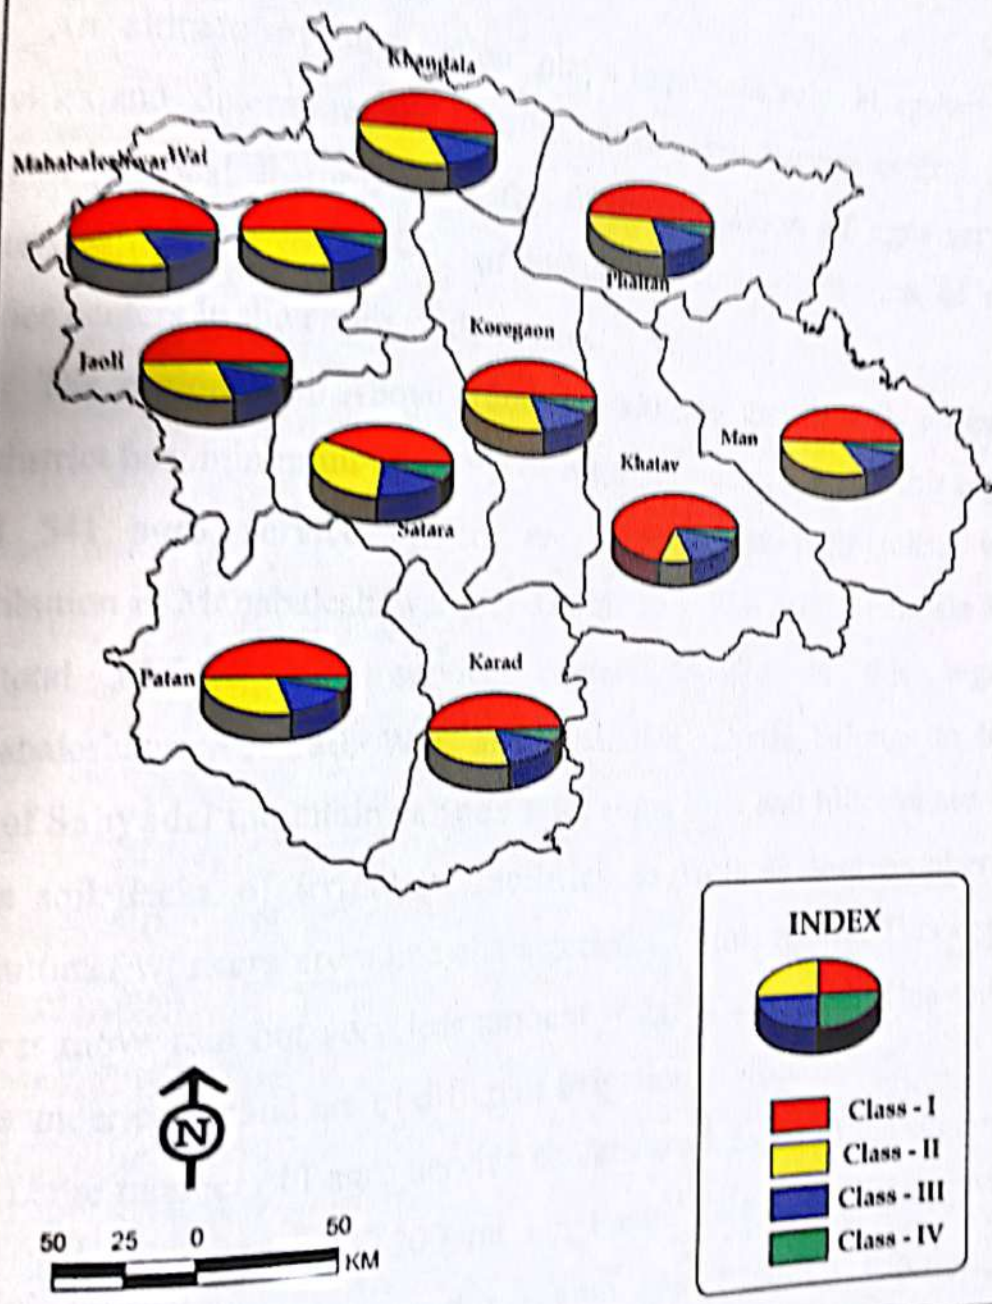 Khandala
Mahabaleshwar
Wai
Phaltan
Koregaon
Jaoli
Man
Khatav
Satara
Karad
Patan
INDEX
Class - I
Class - II
Class - III
Class - IV
N
50 25 0 50
KM